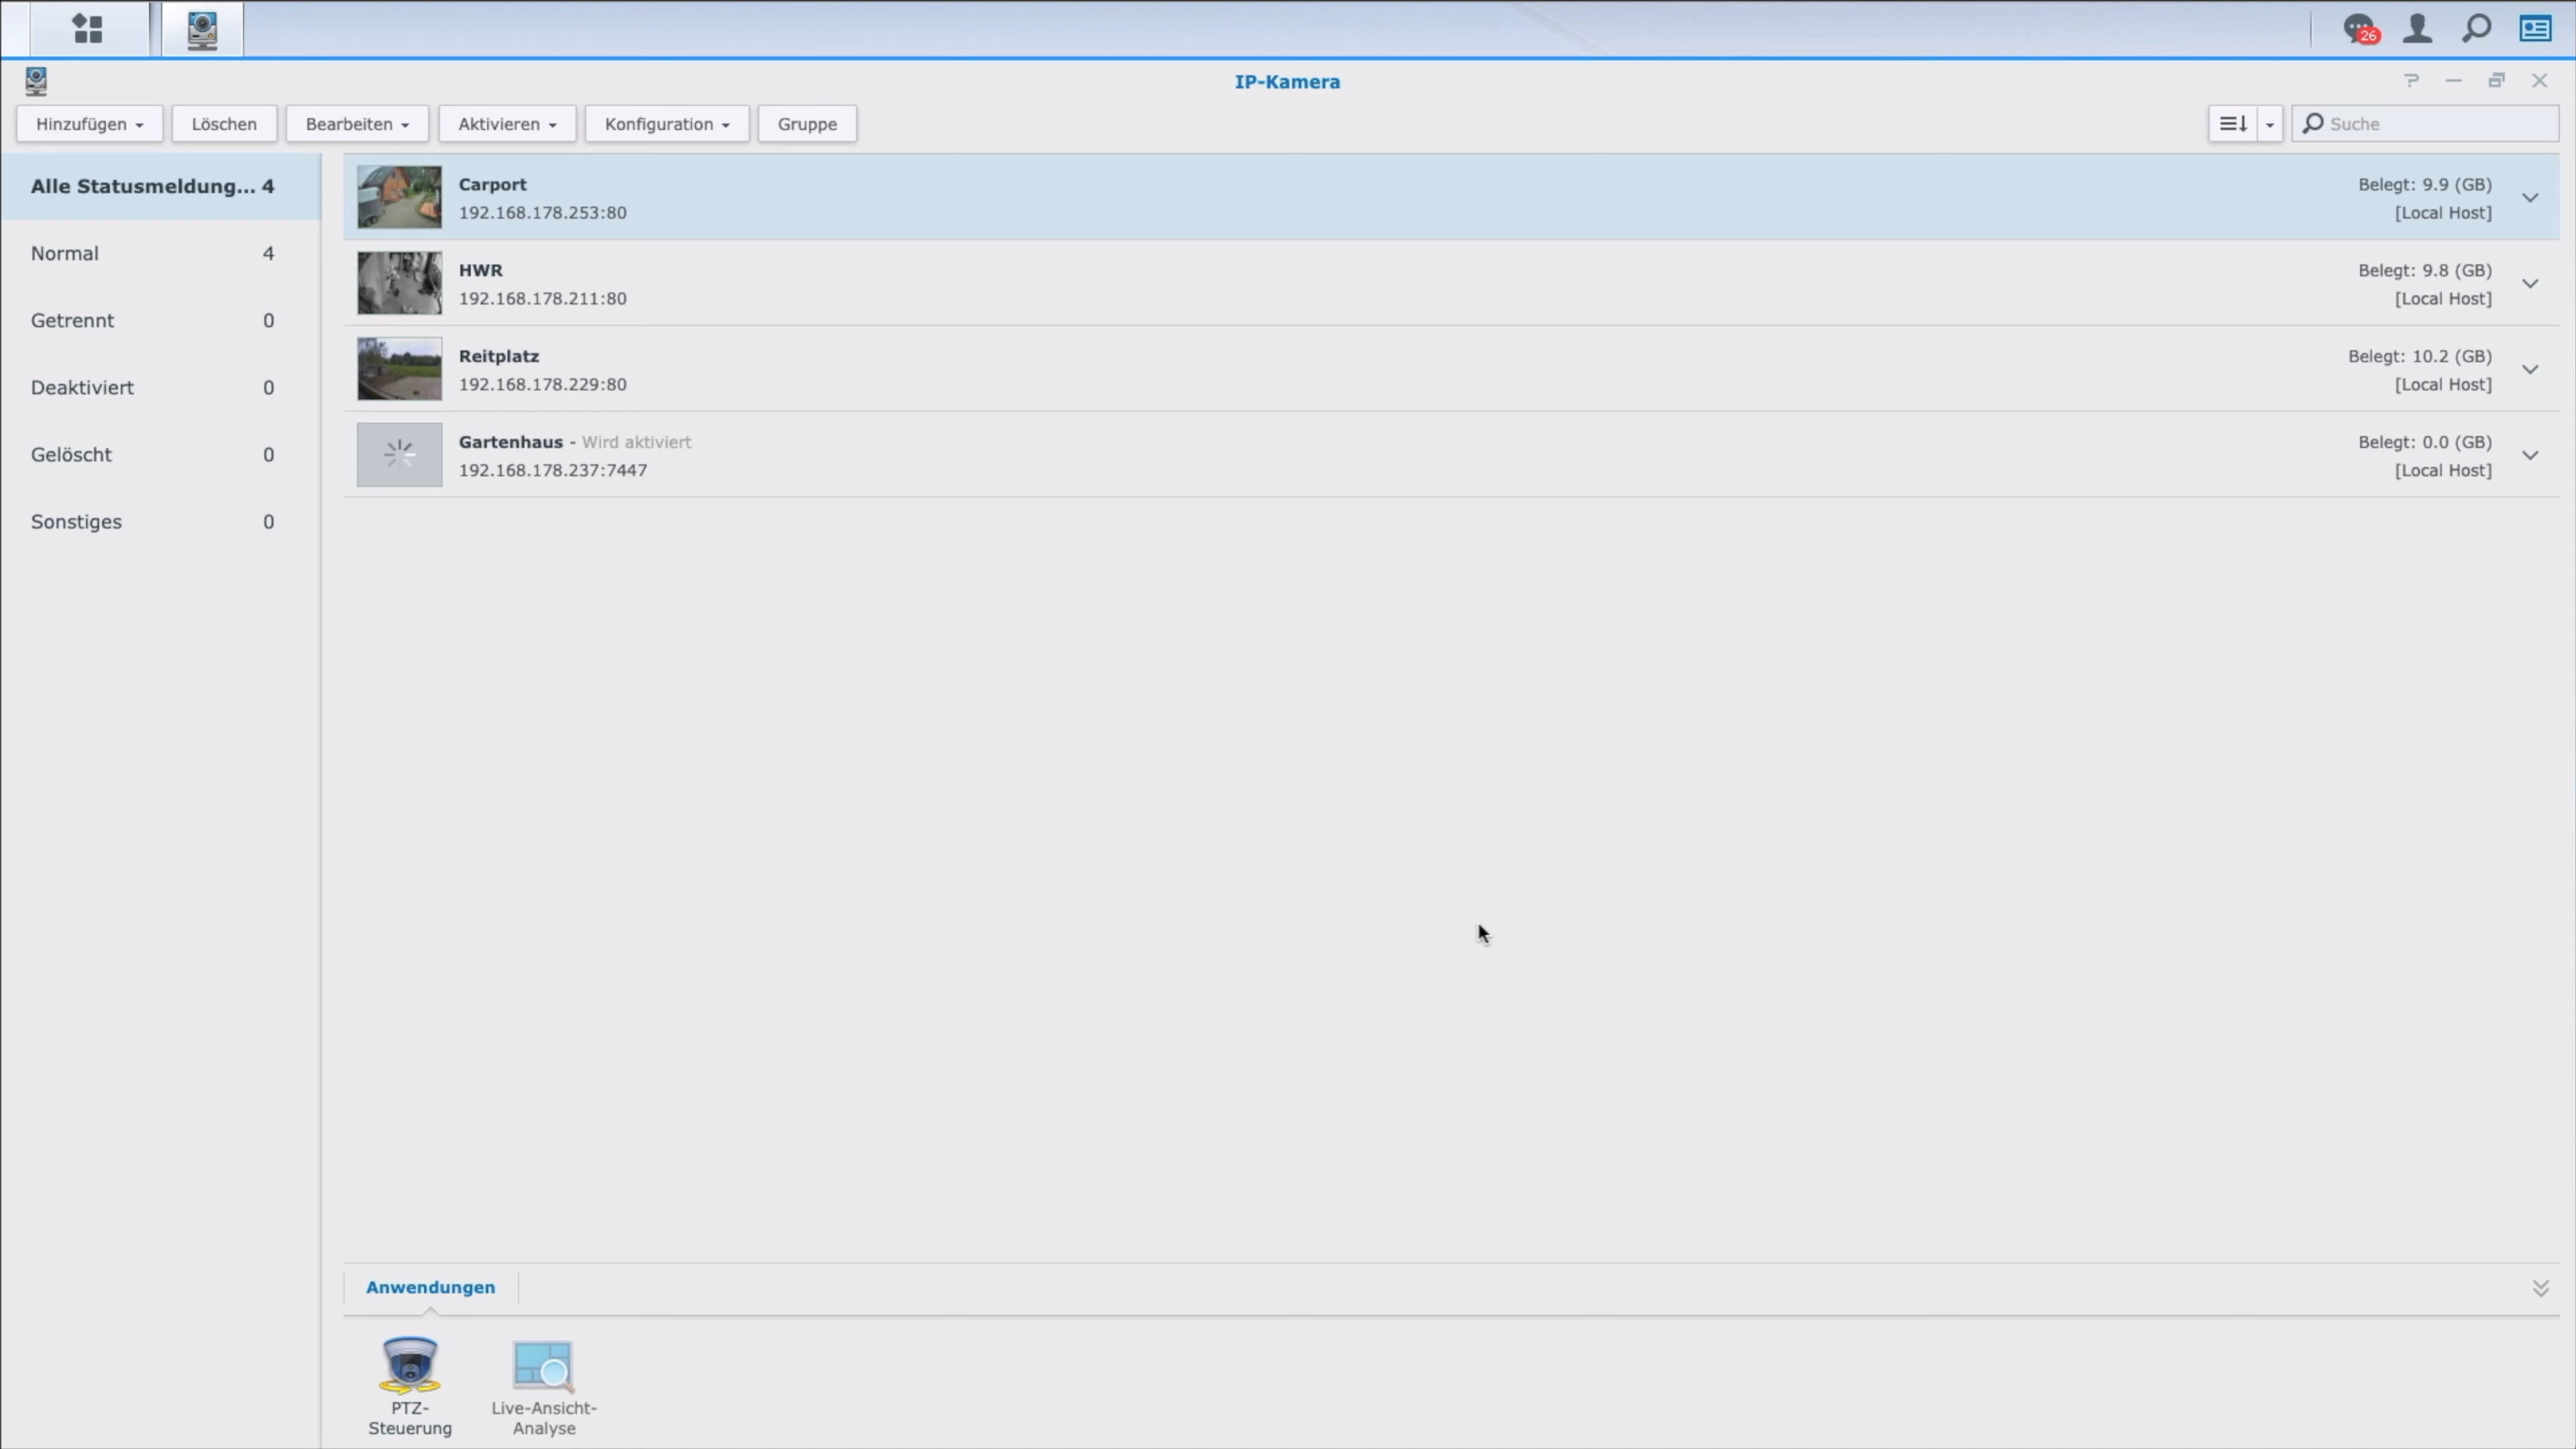 26
IP-Kamera
Hinzufügen
Löschen
Bearbeiten
Aktivieren
Konfiguration
Gruppe
Suche
Alle Statusmeldung... 4
Normal 4
Getrennt 0
Deaktiviert 0
Gelöscht 0
Sonstiges 0
Carport
192.168.178.253:80
Belegt: 9.9 (GB)
[Local Host]
HWR
192.168.178.211:80
Belegt: 9.8 (GB)
[Local Host]
Reitplatz
192.168.178.229:80
Belegt: 10.2 (GB)
[Local Host]
Gartenhaus - Wird aktiviert
192.168.178.237:7447
Belegt: 0.0 (GB)
[Local Host]
Anwendungen
PTZ-
Steuerung
Live-Ansicht-
Analyse